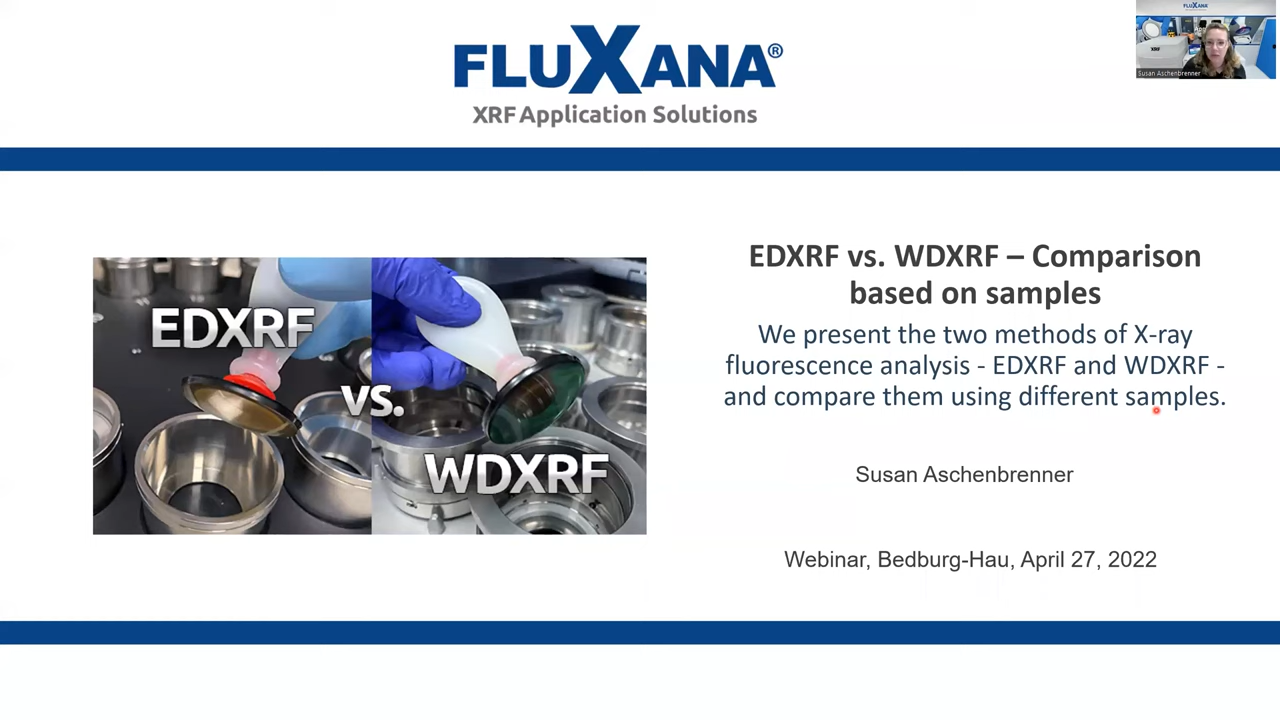 FLUXANA®
XRF Application Solutions
FLUXANA
XRF
Susan Aschenbrenner
EDXRF
vs.
WDXRF
EDXRF vs. WDXRF – Comparison
based on samples
We present the two methods of X-ray
fluorescence analysis - EDXRF and WDXRF -
and compare them using different samples.
Susan Aschenbrenner
Webinar, Bedburg-Hau, April 27, 2022